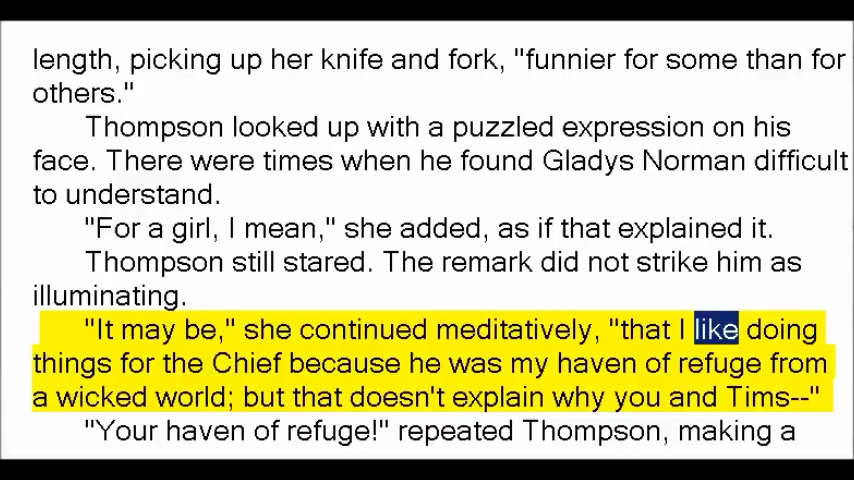 length, picking up her knife and fork, "funnier for some than for
others."
Thompson looked up with a puzzled expression on his
face. There were times when he found Gladys Norman difficult
to understand.
"For a girl, I mean," she added, as if that explained it.
Thompson still stared. The remark did not strike him as
illuminating.
"It may be," she continued meditatively, "that I like doing
things for the Chief because he was my haven of refuge from
a wicked world; but that doesn't explain why you and Tims--"
"Your haven of refuge!" repeated Thompson, making a